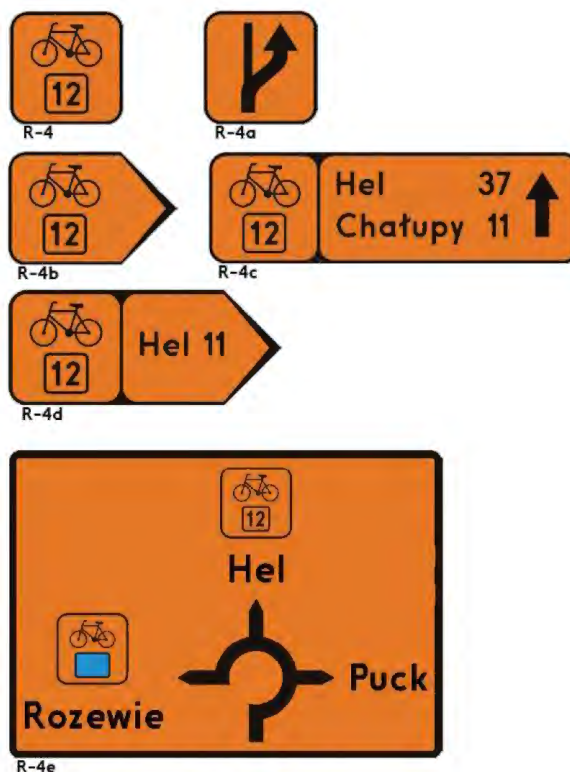 12
R-4
R-4a
12
R-4b
12
Hel 37
Chałupy 11
R-4c
12
Hel 11
R-4d
12
Hel
Puck
Rozewie
R-4e